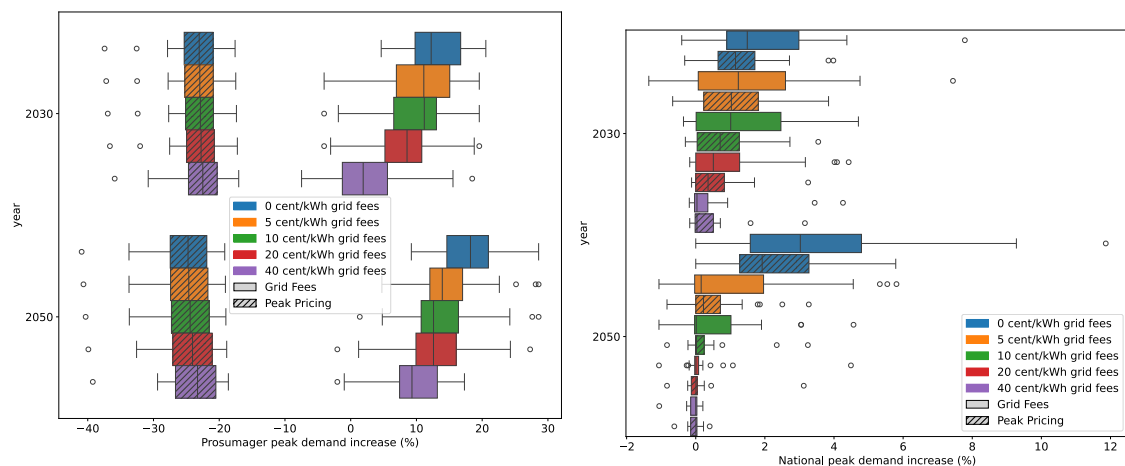 year
2030
2050
0 cent/kWh grid fees
5 cent/kWh grid fees
10 cent/kWh grid fees
20 cent/kWh grid fees
40 cent/kWh grid fees
Grid Fees
Peak Pricing
−40
−30
−20
−10
0
10
20
30
Prosumager peak demand increase (%)
year
2030
2050
0 cent/kWh grid fees
5 cent/kWh grid fees
10 cent/kWh grid fees
20 cent/kWh grid fees
40 cent/kWh grid fees
Grid Fees
Peak Pricing
−2
0
2
4
6
8
10
12
National peak demand increase (%)